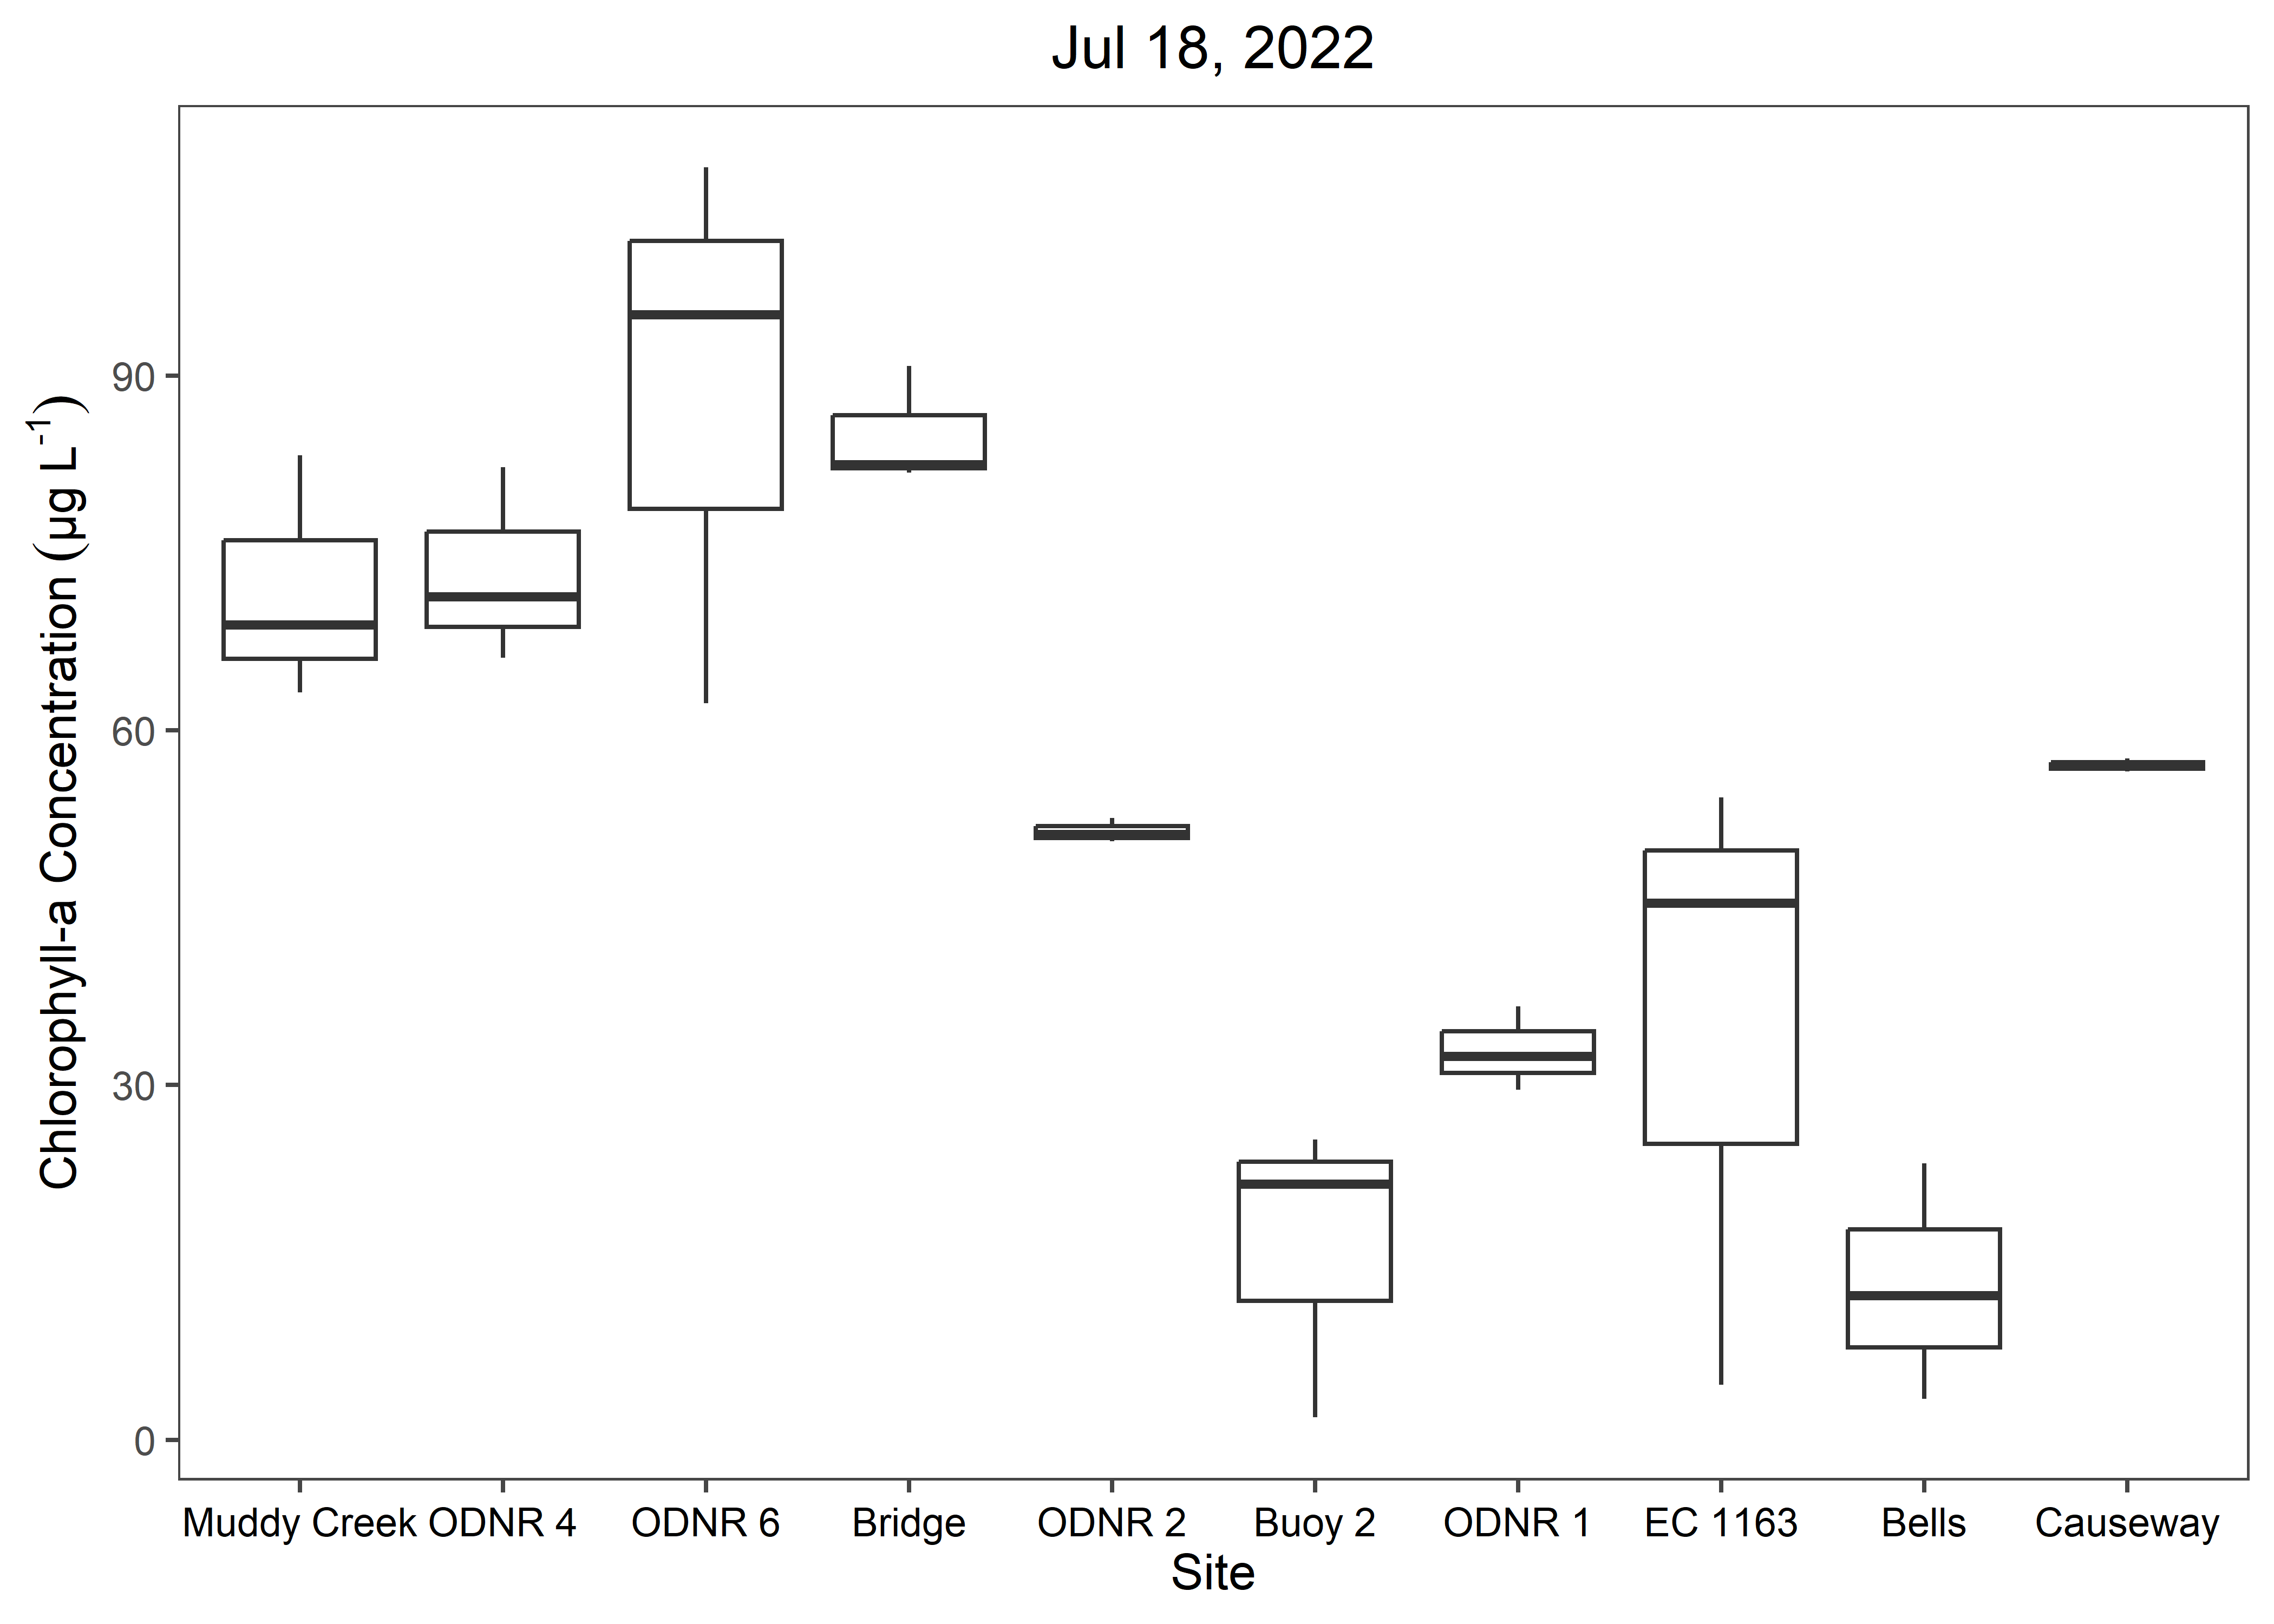 Jul 18, 2022
Chlorophyll-a Concentration (µg L⁻¹)
90
60
30
0
Muddy Creek ODNR 4 ODNR 6 Bridge ODNR 2 Buoy 2 ODNR 1 EC 1163 Bells Causeway
Site